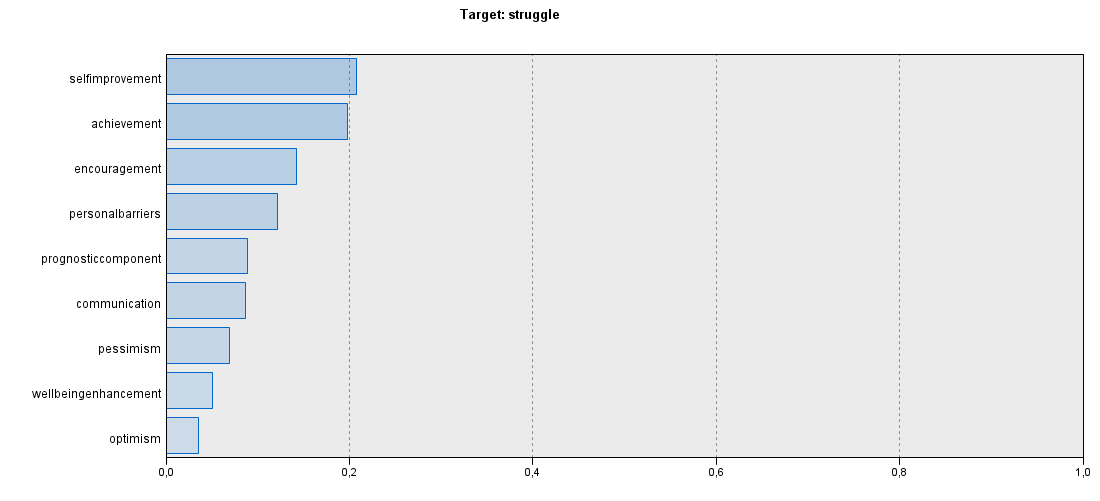 Target: struggle
selfimprovement
achievement
encouragement
personalbarriers
prognosticcomponent
communication
pessimism
wellbeingenhancement
optimism
0,0 0,2 0,4 0,6 0,8 1,0